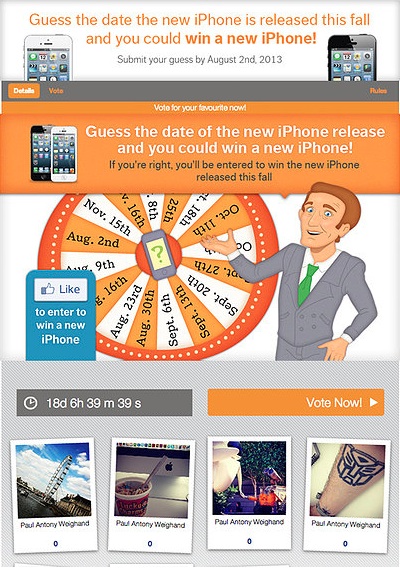 Guess the date the new iPhone is released this fall
and you could win a new iPhone!
Submit your guess by August 2nd, 2013
Details
Vote
Rules
Vote for your favourite now!
Guess the date of the new iPhone release
and you could win a new iPhone!
If you're right, you'll be entered to win the new iPhone
released this fall
Nov. 15th
Aug. 2nd
Aug. 9th
Aug. 16th
Aug. 23rd
Aug. 30th
Sept. 6th
Sept. 13th
Sept. 20th
Sept. 27th
Oct.
Oct. 11th
Oct. 18th
25th
8th
?
Like
to enter to
win a new
iPhone
18d 6h 39 m 39 s
Vote Now!
Paul Antony Weighand
0
Paul Antony Weighand
0
Paul Antony Weighand
0
Paul Antony Weighand
0